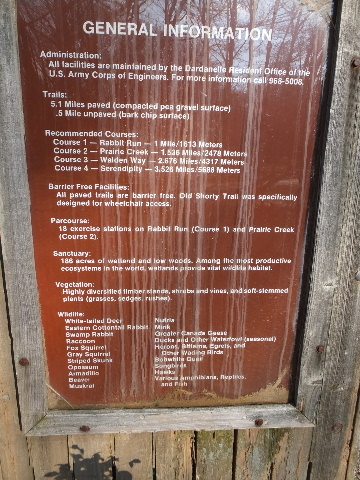 GENERAL INFORMATION
Administration:
All facilities are maintained by the Dardanelle Resident Office of the
U.S. Army Corps of Engineers. For more information call 968-5008.
Trails:
5.1 Miles paved (compacted pea gravel surface)
.5 Mile unpaved (bark chip surface)
Recommended Courses:
Course 1 — Rabbit Run — 1 Mile/1613 Meters
Course 2 — Prairie Creek — 1.536 Miles/2478 Meters
Course 3 — Walden Way — 2.676 Miles/4317 Meters
Course 4 — Serendipity — 3.526 Miles/5688 Meters
Barrier Free Facilities:
All paved trails are barrier free. Old Shorty Trail was specifically
designed for wheelchair access.
Parcourse:
18 exercise stations on Rabbit Run (Course 1) and Prairie Creek
(Course 2).
Sanctuary:
186 acres of wetland and low woods. Among the most productive
ecosystems in the world, wetlands provide vital wildlife habitat.
Vegetation:
Highly diversified timber stands, shrubs and vines, and soft-stemmed
plants (grasses, sedges, rushes).
Wildlife:
White-tailed Deer
Eastern Cottontail Rabbit
Swamp Rabbit
Raccoon
Fox Squirrel
Gray Squirrel
Striped Skunk
Opossum
Armadillo
Beaver
Muskrat
Nutria
Mink
Greater Canada Geese
Ducks and Other Waterfowl (seasonal)
Herons, Bitterns, Egrets, and
Other Wading Birds
Bobwhite Quail
Songbirds
Hawks
Various amphibians, Reptiles,
and Fish